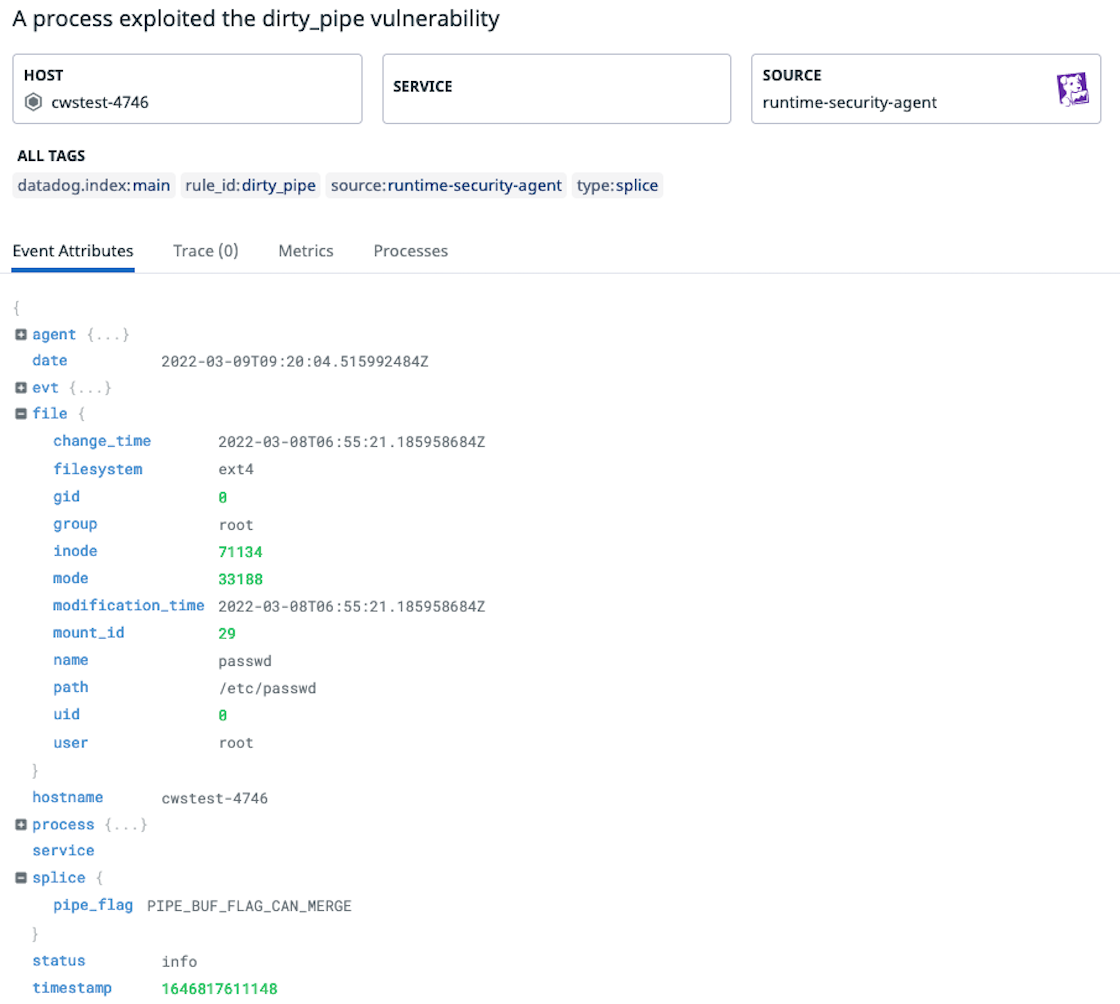 A process exploited the dirty_pipe vulnerability
HOST
cwstest-4746
SERVICE
SOURCE
runtime-security-agent
ALL TAGS
datadog.index:main rule_id:dirty_pipe source:runtime-security-agent type:splice
Event Attributes Trace (0) Metrics Processes
{
agent {...}
date 2022-03-09T09:20:04.515992484Z
evt {...}
file {
change_time 2022-03-08T06:55:21.185958684Z
filesystem ext4
gid 0
group root
inode 71134
mode 33188
modification_time 2022-03-08T06:55:21.185958684Z
mount_id 29
name passwd
path /etc/passwd
uid 0
user root
}
hostname cwstest-4746
process {...}
service
splice {
pipe_flag PIPE_BUF_FLAG_CAN_MERGE
}
status info
timestamp 1646817611148